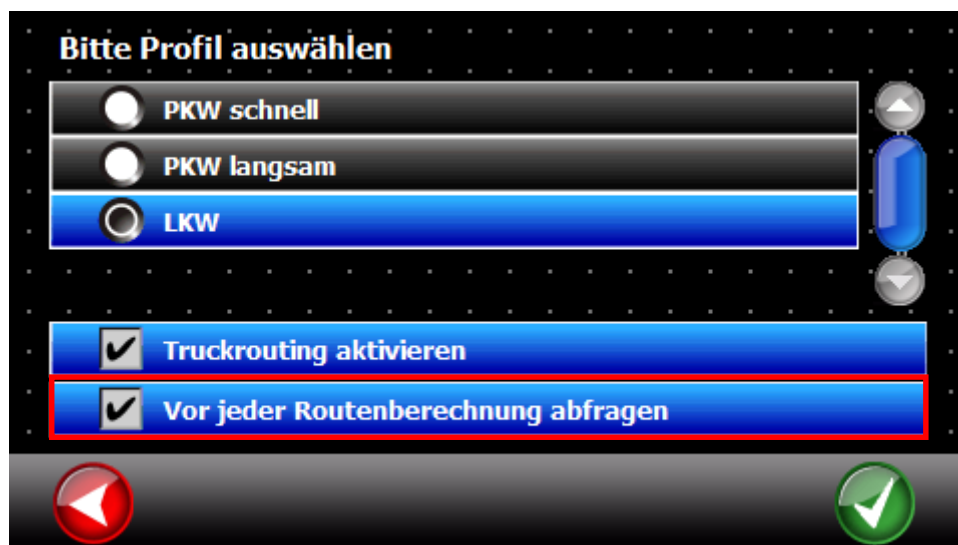 Bitte Profil auswählen
PKW schnell
PKW langsam
LKW
Truckrouting aktivieren
Vor jeder Routenberechnung abfragen